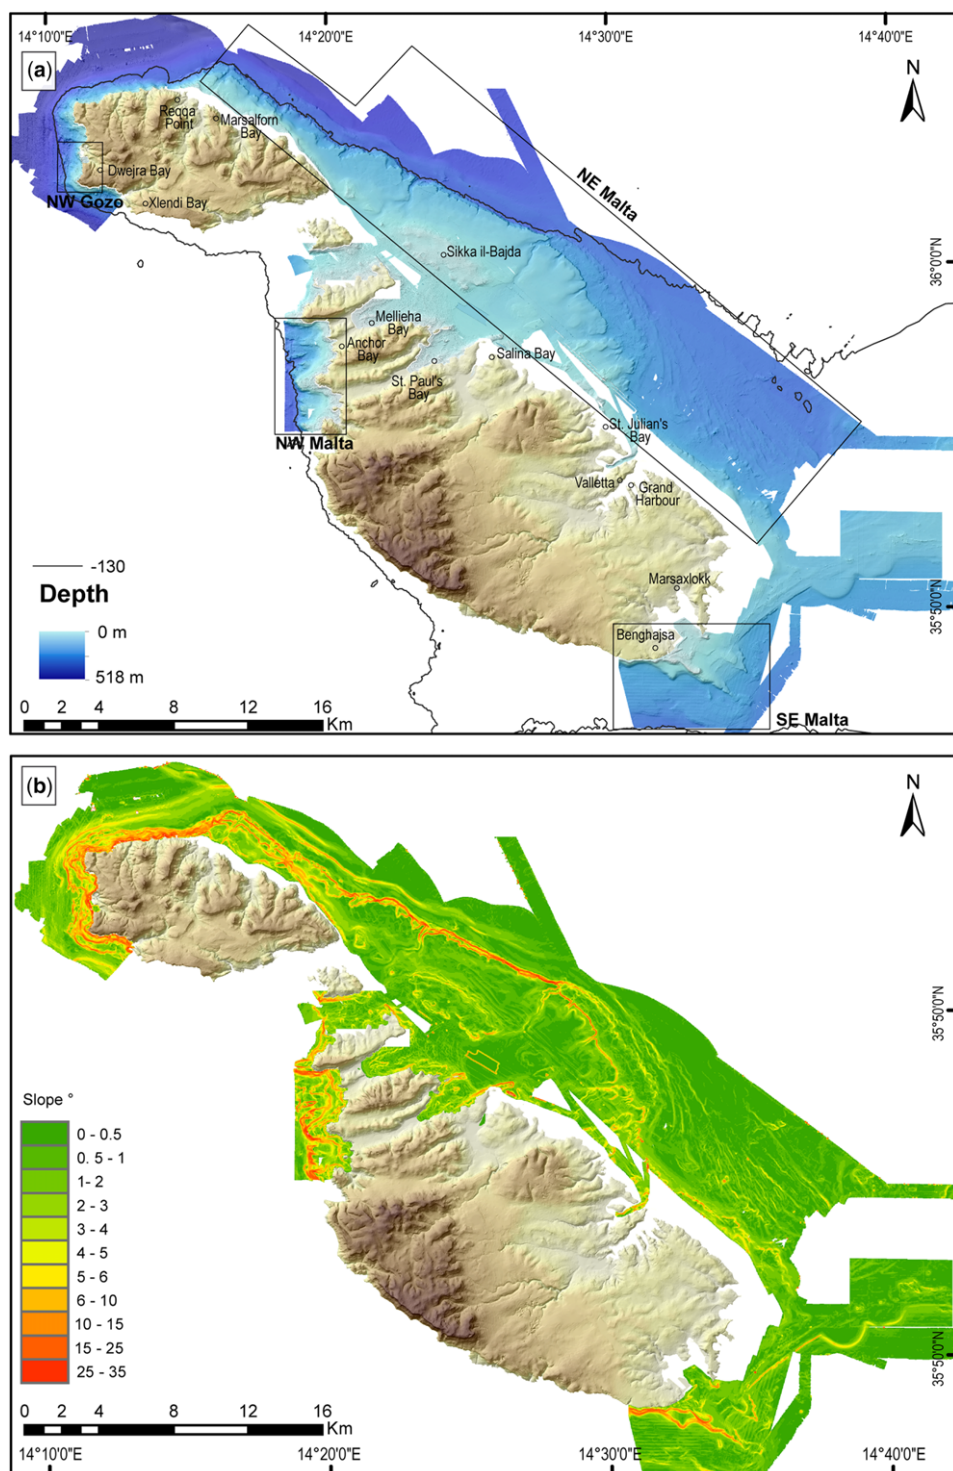 14°10'0"E
14°20'0"E
14°30'0"E
14°40'0"E
(a)
N
Reqqa
Point
Marsalforn
Bay
Dwejra Bay
NW Gozo
Xlendi Bay
NE Malta
Sikka il-Bajda
36°0'0"N
Mellieha
Bay
Anchor
Bay
Salina Bay
St. Paul's
Bay
NW Malta
St. Julian's
Bay
Valletta
Grand
Harbour
-130
Depth
0 m
518 m
Marsaxlokk
Benghajsa
35°50'0"N
0 2 4 8 12 16
Km
SE Malta
(b)
N
35°50'0"N
Slope °
0 - 0.5
0. 5 - 1
1- 2
2 - 3
3 - 4
4 - 5
5 - 6
6 - 10
10 - 15
15 - 25
25 - 35
35°50'0"N
0 2 4 8 12 16
Km
14°10'0"E
14°20'0"E
14°30'0"E
14°40'0"E